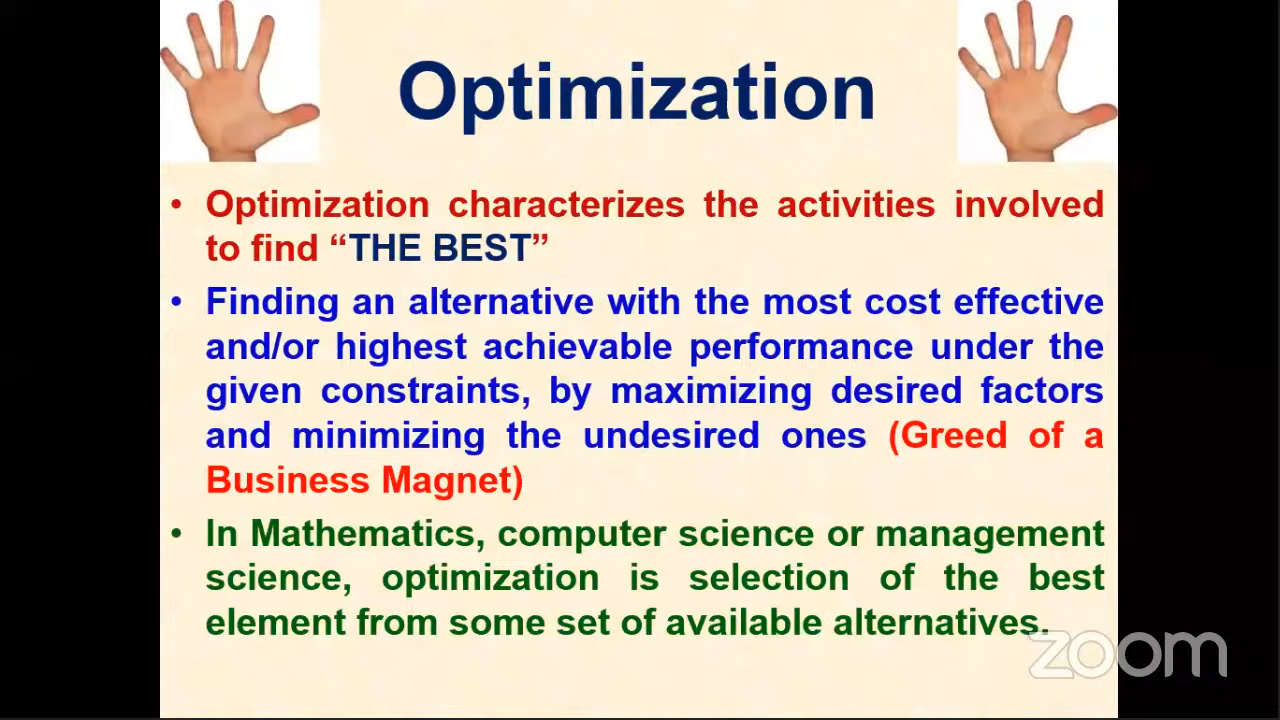 Optimization
• Optimization characterizes the activities involved
to find “THE BEST”
• Finding an alternative with the most cost effective
and/or highest achievable performance under the
given constraints, by maximizing desired factors
and minimizing the undesired ones (Greed of a
Business Magnet)
• In Mathematics, computer science or management
science, optimization is selection of the best
element from some set of available alternatives.
zoom